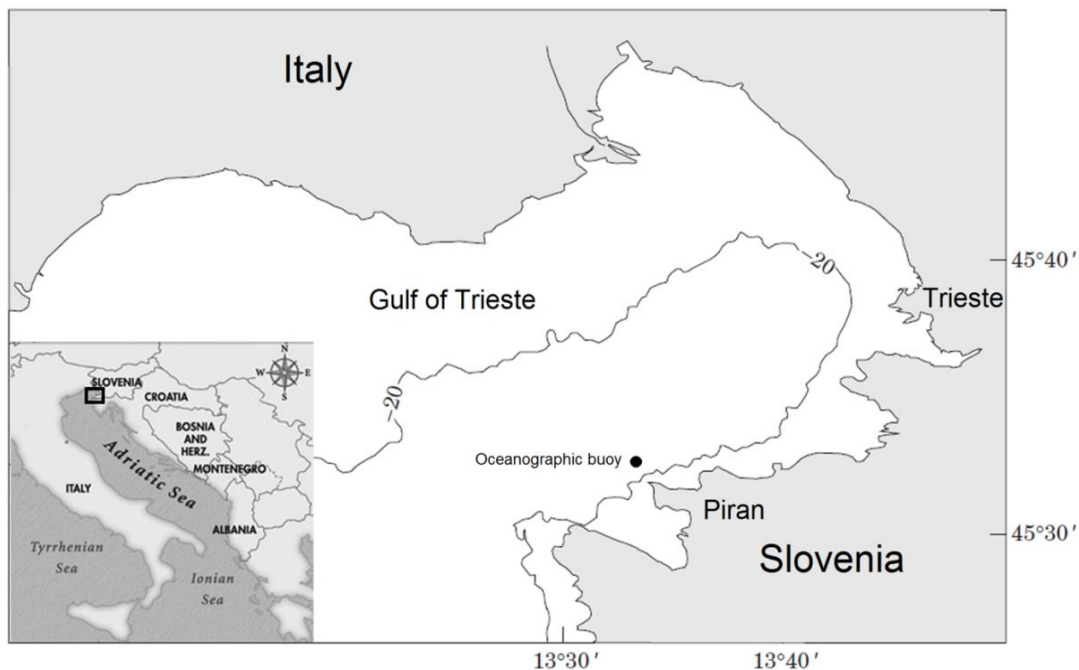 Italy
45°40′
Gulf of Trieste
Trieste
−20
−20
Oceanographic buoy
Piran
45°30′
Slovenia
13°30′
13°40′
N
W
E
S
SLOVENIA
CROATIA
BOSNIA
AND
HERZ.
Adriatic Sea
MONTENEGRO
ITALY
ALBANIA
Tyrrhenian
Sea
Ionian
Sea